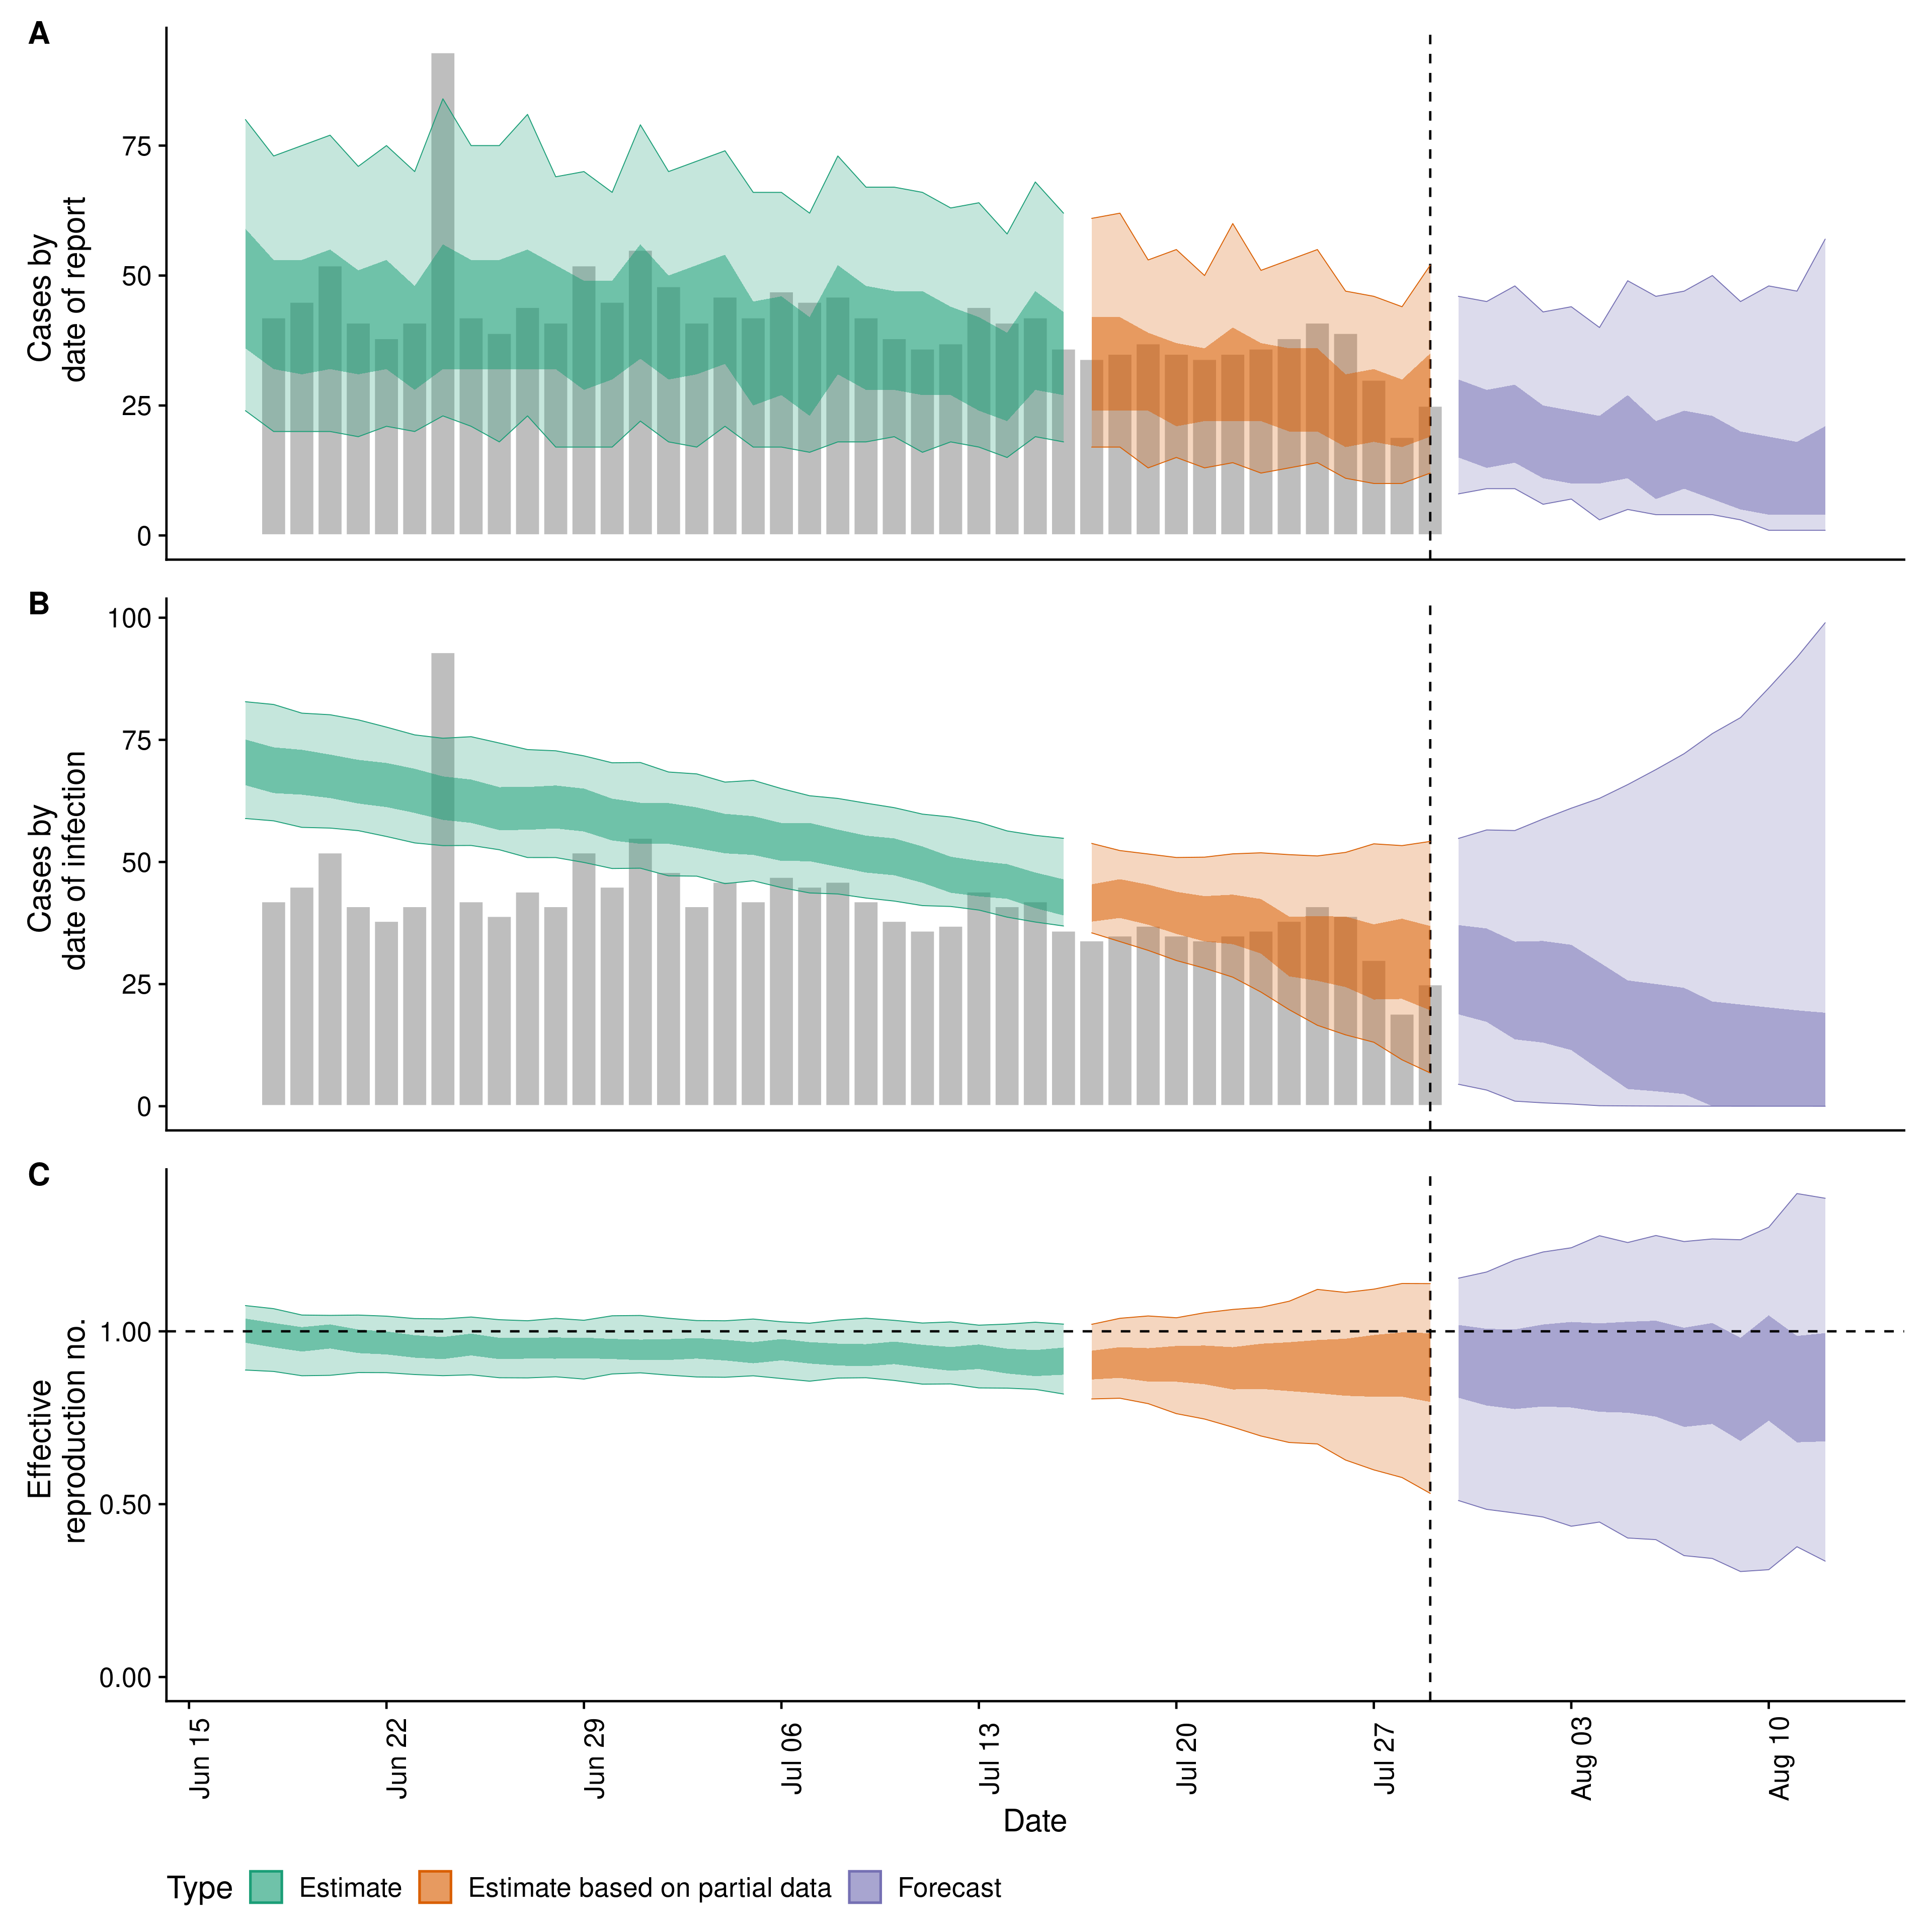 A
Cases by
date of report
75
50
25
0
B
Cases by
date of infection
100
75
50
25
0
C
Effective
reproduction no.
1.00
0.50
0.00
Jun 15
Jun 22
Jun 29
Jul 06
Jul 13
Jul 20
Jul 27
Aug 03
Aug 10
Date
Type Estimate Estimate based on partial data Forecast